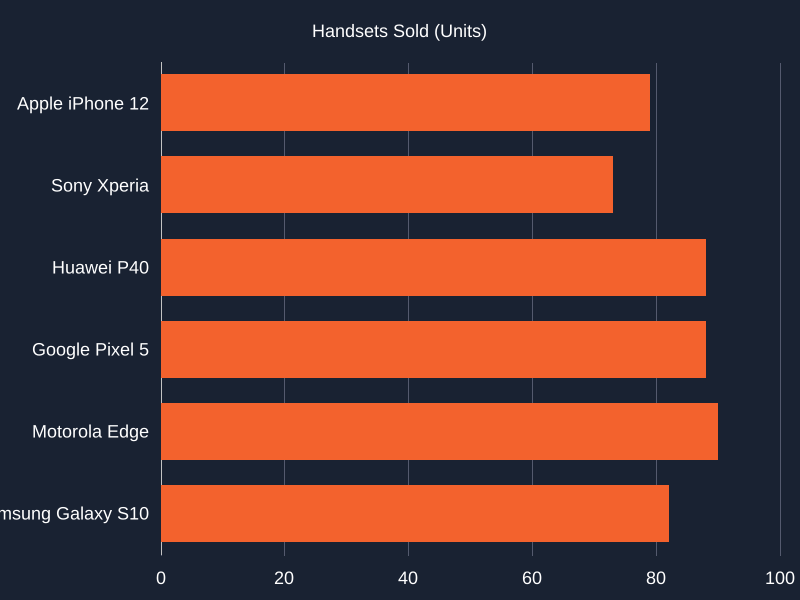 Handsets Sold (Units)
Apple iPhone 12
Sony Xperia
Huawei P40
Google Pixel 5
Motorola Edge
msung Galaxy S10
0 20 40 60 80 100